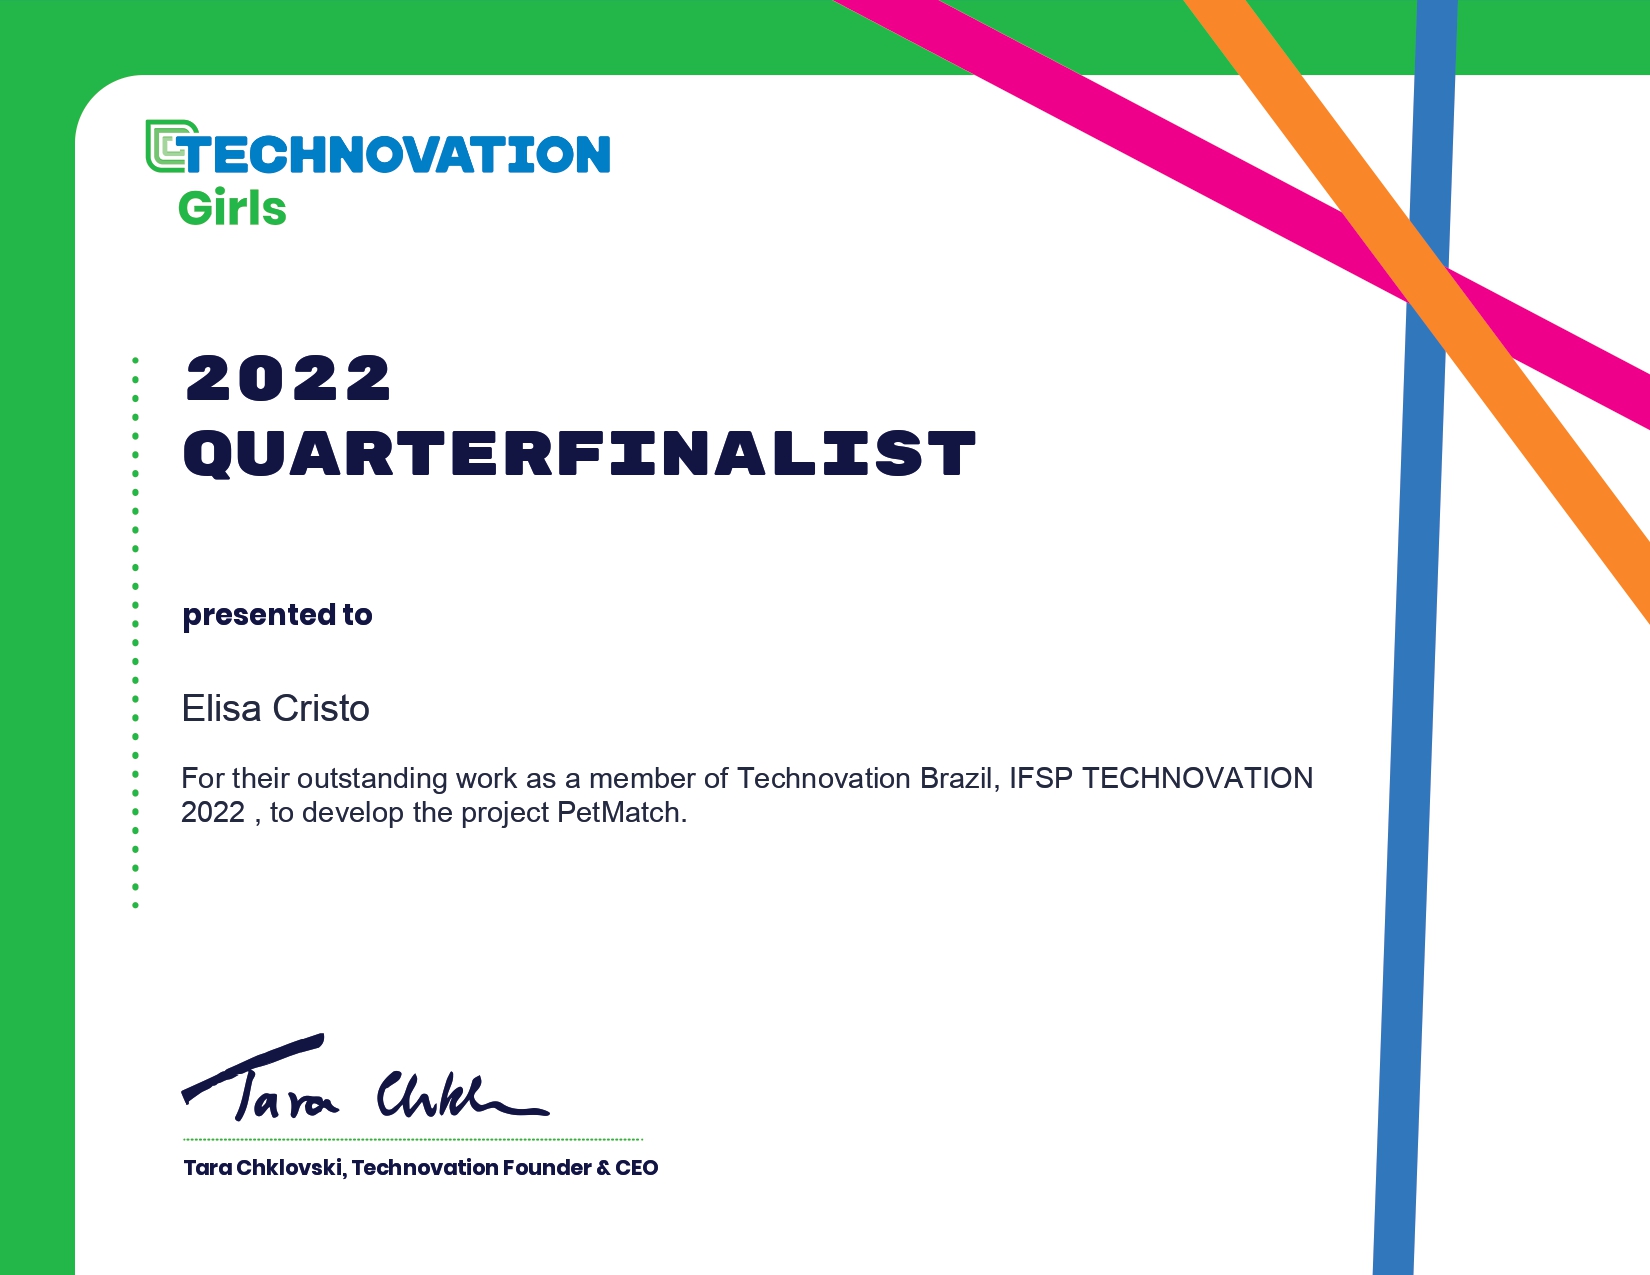 TECHNOVATION
Girls
2022
QUARTERFINALIST
presented to
Elisa Cristo
For their outstanding work as a member of Technovation Brazil, IFSP TECHNOVATION
2022 , to develop the project PetMatch.
Tara Chkl
Tara Chklovski, Technovation Founder & CEO